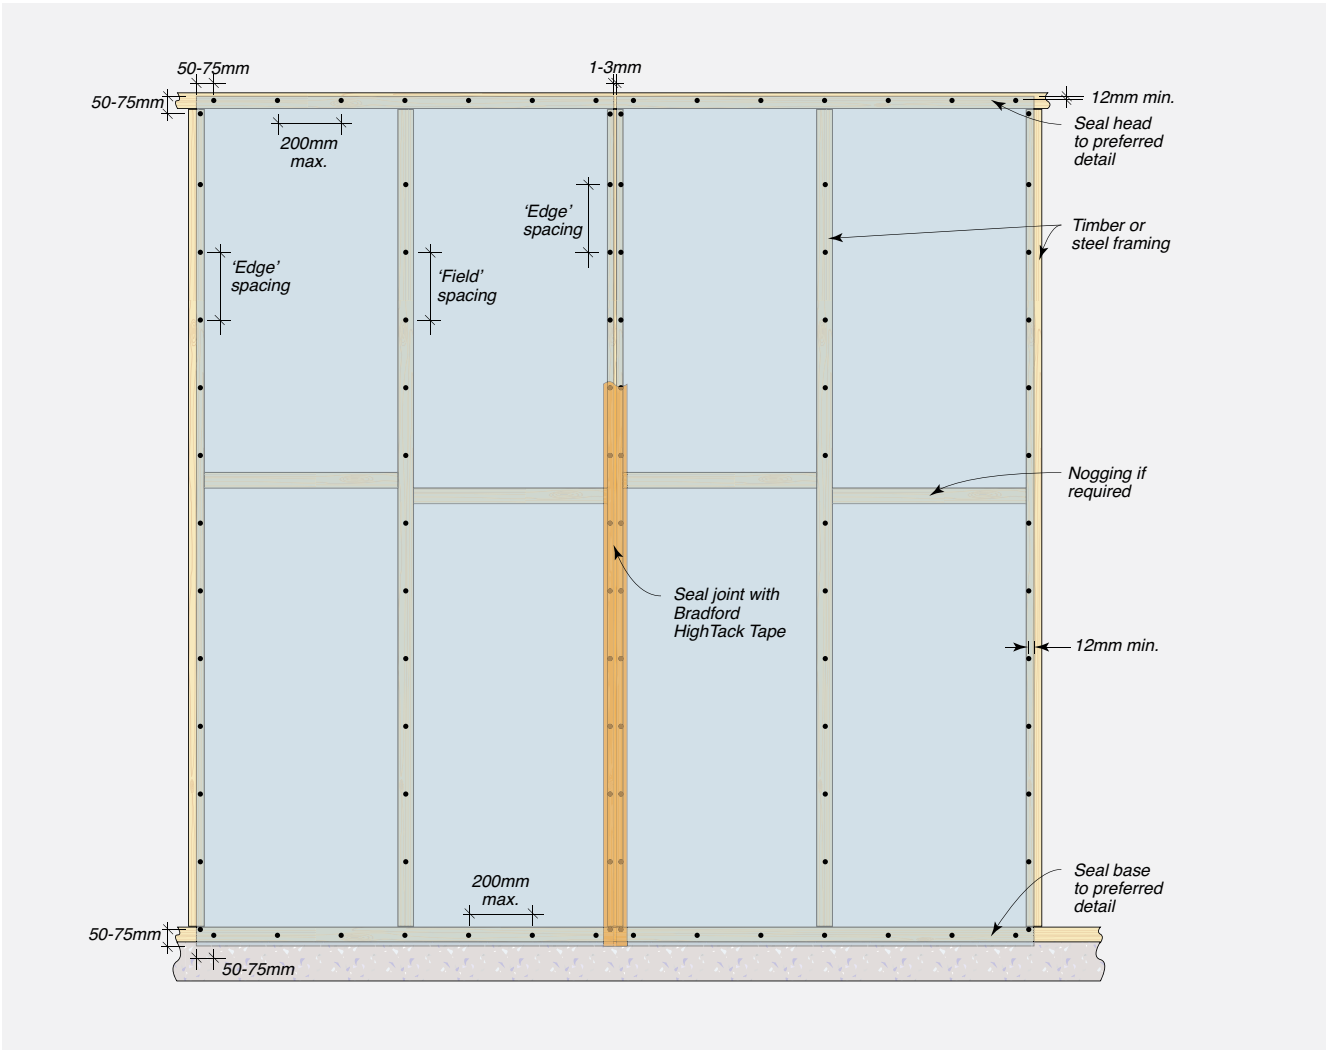 50-75mm
1-3mm
50-75mm
12mm min.
Seal head
to preferred
detail
200mm
max.
‘Edge’
spacing
Timber or
steel framing
‘Edge’
spacing
‘Field’
spacing
Nogging if
required
Seal joint with
Bradford
HighTack Tape
12mm min.
Seal base
to preferred
detail
200mm
max.
50-75mm
50-75mm